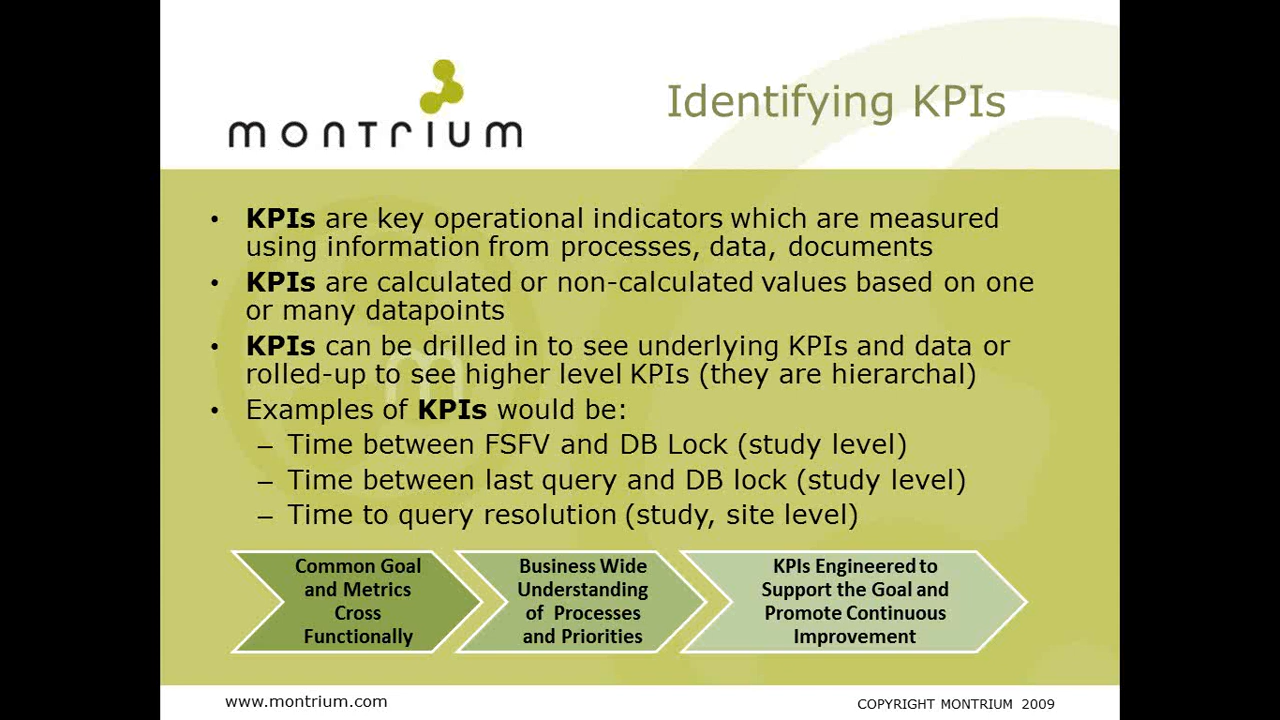 montrium
Identifying KPIs
• KPIs are key operational indicators which are measured
using information from processes, data, documents
• KPIs are calculated or non-calculated values based on one
or many datapoints
• KPIs can be drilled in to see underlying KPIs and data or
rolled-up to see higher level KPIs (they are hierarchal)
• Examples of KPIs would be:
– Time between FSFV and DB Lock (study level)
– Time between last query and DB lock (study level)
– Time to query resolution (study, site level)
Common Goal
and Metrics
Cross
Functionally
Business Wide
Understanding
of Processes
and Priorities
KPIs Engineered to
Support the Goal and
Promote Continuous
Improvement
www.montrium.com
COPYRIGHT MONTRIUM 2009